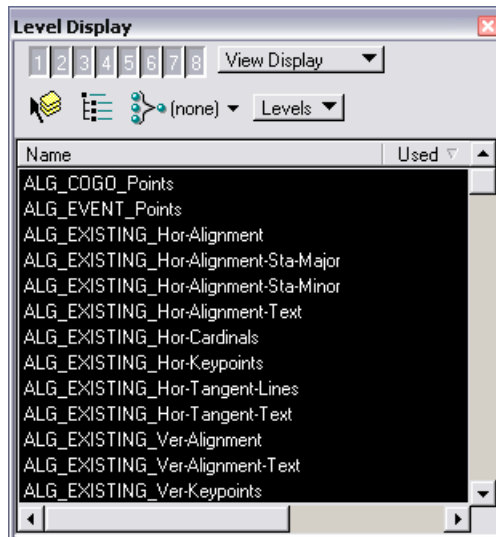 Level Display
1 2 3 4 5 6 7 8 View Display
(none) Levels
Name Used
ALG_COGO_Points
ALG_EVENT_Points
ALG_EXISTING_Hor-Alignment
ALG_EXISTING_Hor-Alignment-Sta-Major
ALG_EXISTING_Hor-Alignment-Sta-Minor
ALG_EXISTING_Hor-Alignment-Text
ALG_EXISTING_Hor-Cardinals
ALG_EXISTING_Hor-Keypoints
ALG_EXISTING_Hor-Tangent-Lines
ALG_EXISTING_Hor-Tangent-Text
ALG_EXISTING_Ver-Alignment
ALG_EXISTING_Ver-Alignment-Text
ALG_EXISTING_Ver-Keypoints